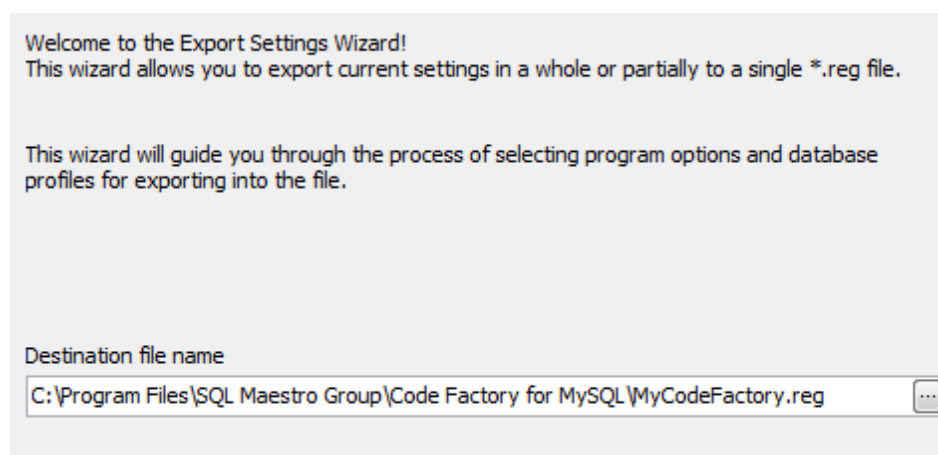 Welcome to the Export Settings Wizard!
This wizard allows you to export current settings in a whole or partially to a single *.reg file.
This wizard will guide you through the process of selecting program options and database
profiles for exporting into the file.
Destination file name
C:\Program Files\SQL Maestro Group\Code Factory for MySQL\MyCodeFactory.reg
...